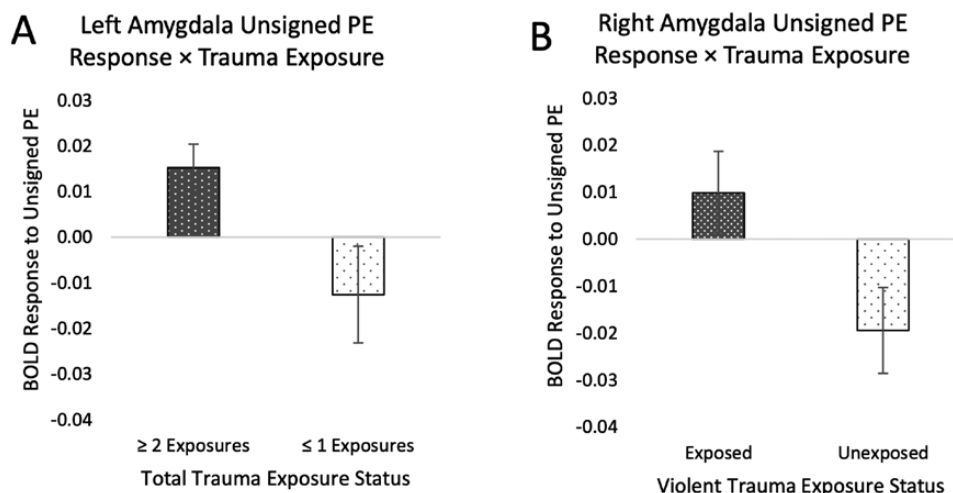 A
Left Amygdala Unsigned PE
Response × Trauma Exposure
BOLD Response to Unsigned PE
0.03
0.02
0.01
0.00
-0.01
-0.02
-0.03
-0.04
≥ 2 Exposures
≤ 1 Exposures
Total Trauma Exposure Status
B
Right Amygdala Unsigned PE
Response × Trauma Exposure
BOLD Response to Unsigned PE
0.03
0.02
0.01
0.00
-0.01
-0.02
-0.03
-0.04
Exposed
Unexposed
Violent Trauma Exposure Status